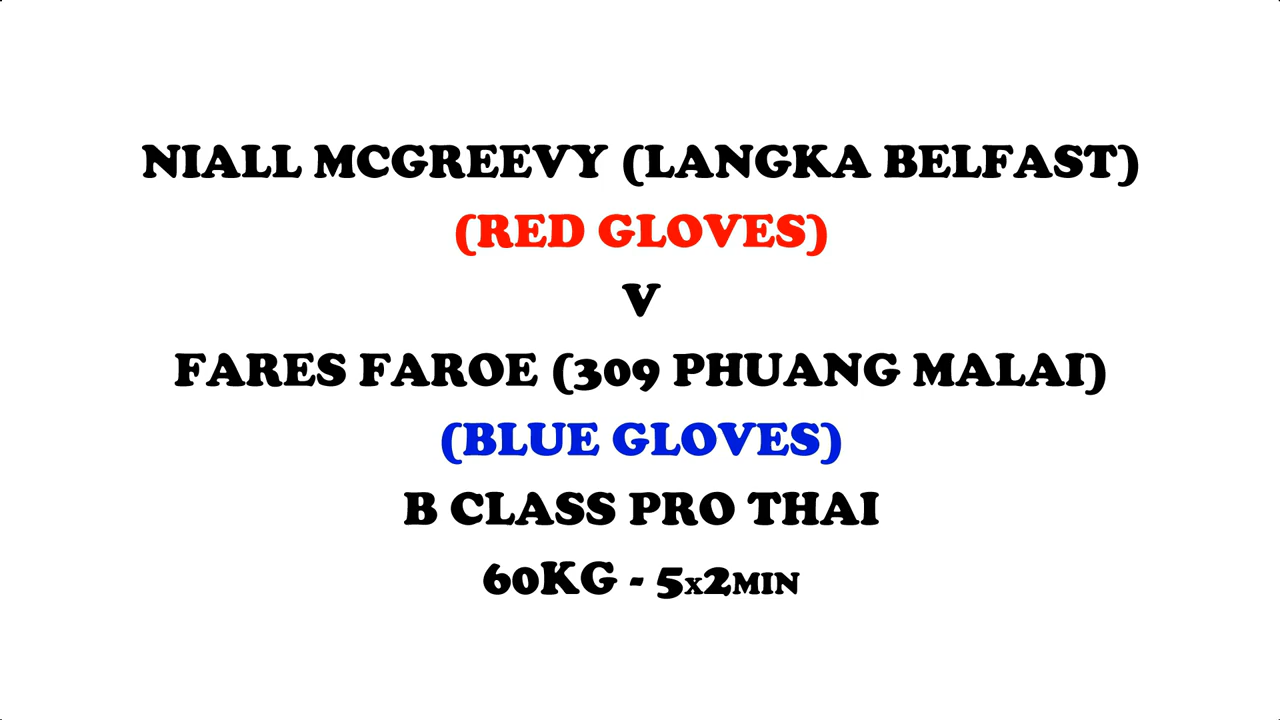 NIALL MCGREEVY (LANGKA BELFAST)
(RED GLOVES)
V
FARES FAROE (309 PHUANG MALAI)
(BLUE GLOVES)
B CLASS PRO THAI
60KG - 5X2MIN